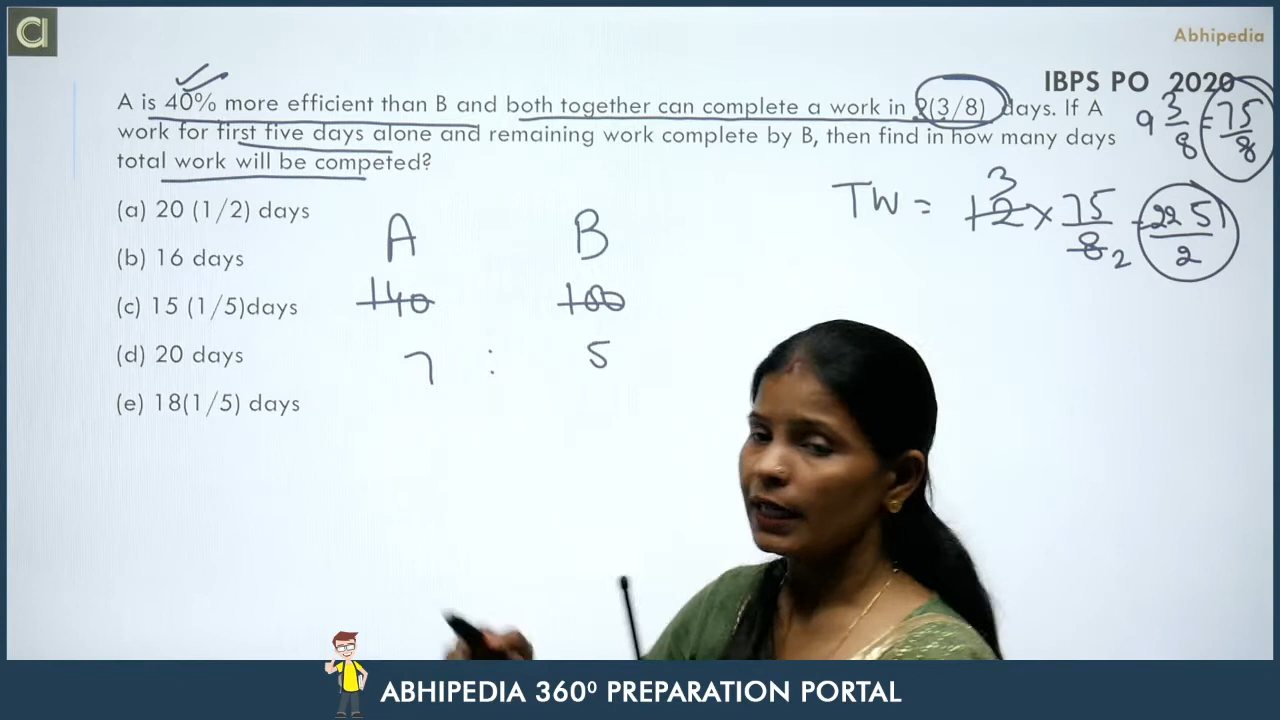 Abhipedia
IBPS PO 2020
A is 40% more efficient than B and both together can complete a work in 9(3/8) days. If A
work for first five days alone and remaining work complete by B, then find in how many days
total work will be competed?
9 3/8 = 75/8
TW = 12 3 × 75/8 2 = 225/2
(a) 20 (1/2) days
(b) 16 days
(c) 15 (1/5)days
(d) 20 days
(e) 18(1/5) days
A B
140 100
7 : 5
ABHIPEDIA 360⁰ PREPARATION PORTAL